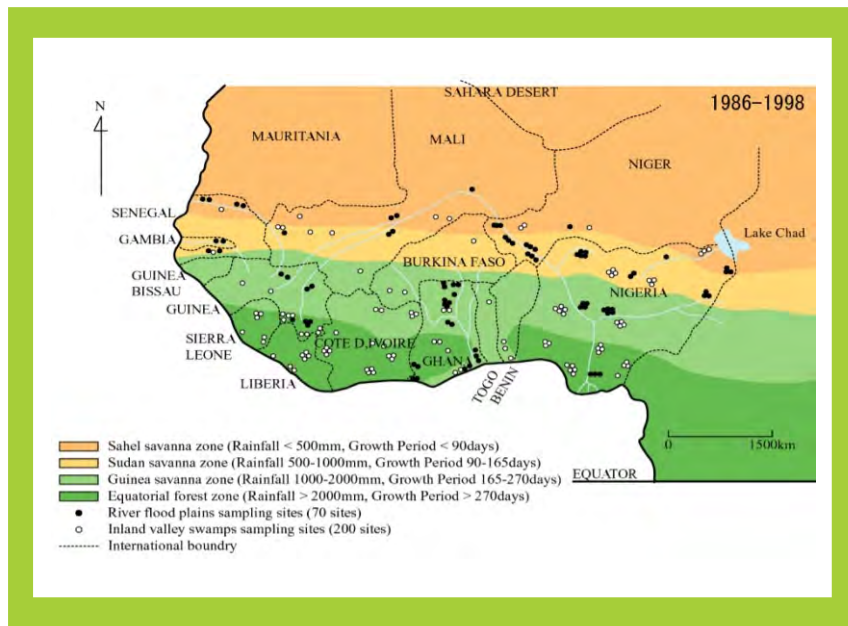 1986-1998
SAHARA DESERT
N
MAURITANIA
MALI
NIGER
SENEGAL
Lake Chad
GAMBIA
BURKINA FASO
GUINEA
BISSAU
NIGERIA
GUINEA
SIERRA
LEONE
COTE D,IVOIRE
GHANA
LIBERIA
TOGO
BENIN
0 1500km
EQUATOR
Sahel savanna zone (Rainfall < 500mm, Growth Period < 90days)
Sudan savanna zone (Rainfall 500-1000mm, Growth Period 90-165days)
Guinea savanna zone (Rainfall 1000-2000mm, Growth Period 165-270days)
Equatorial forest zone (Rainfall > 2000mm, Growth Period > 270days)
River flood plains sampling sites (70 sites)
Inland valley swamps sampling sites (200 sites)
International boundry